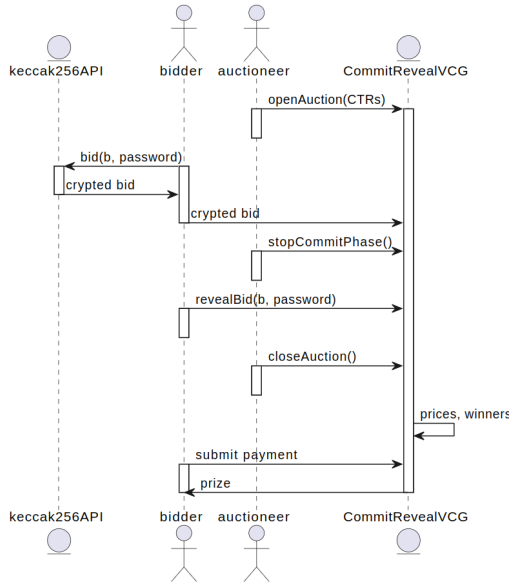 keccak256API bidder auctioneer CommitRevealVCG
openAuction(CTRs)
bid(b, password)
crypted bid
crypted bid
stopCommitPhase()
revealBid(b, password)
closeAuction()
prices, winners
submit payment
prize
keccak256API bidder auctioneer CommitRevealVCG